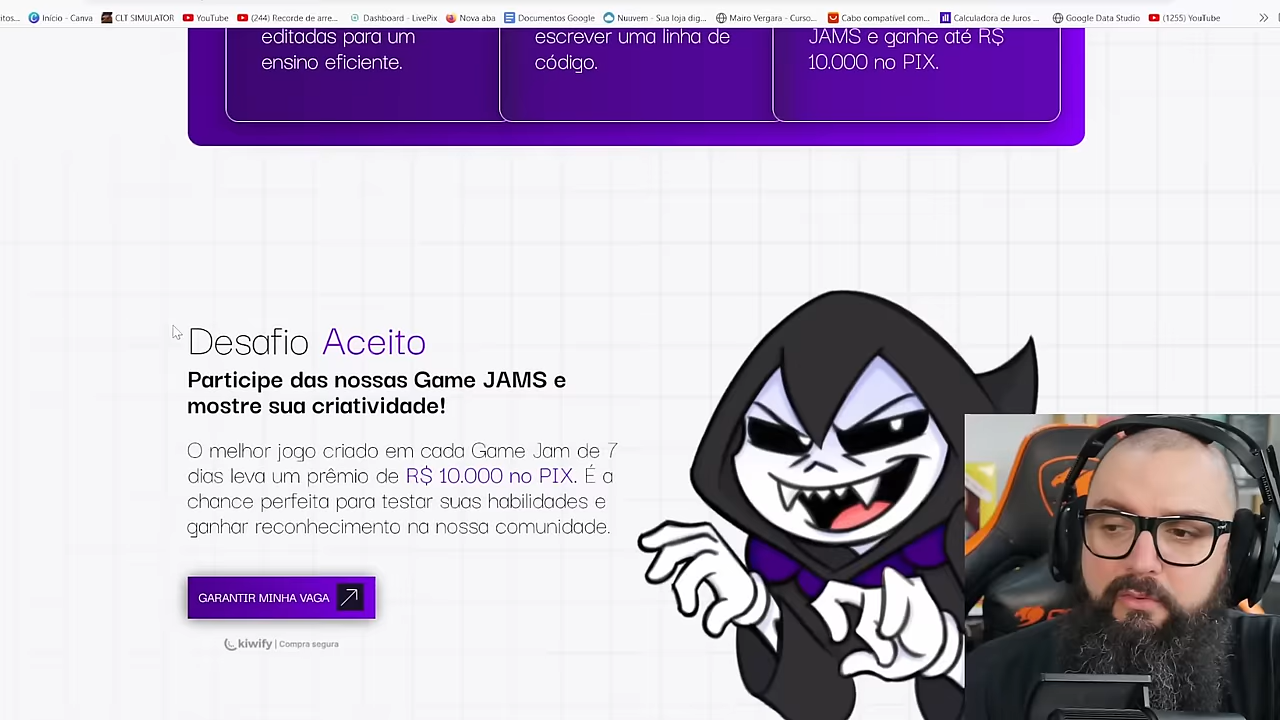 itos...
Início - Canva
CLT SIMULATOR
YouTube
(244) Recorde de arre...
Dashboard - LivePix
Nova aba
Documentos Google
Nuuvem - Sua loja dig...
Mairo Vergara - Curso...
Cabo compatível com...
Calculadora de Juros ...
Google Data Studio
(1255) YouTube
editadas para um
ensino eficiente.
escrever uma linha de
código.
JAMS e ganhe até R$
10.000 no PIX.
Desafio Aceito
Participe das nossas Game JAMS e
mostre sua criatividade!
O melhor jogo criado em cada Game Jam de 7
dias leva um prêmio de R$ 10.000 no PIX. É a
chance perfeita para testar suas habilidades e
ganhar reconhecimento na nossa comunidade.
GARANTIR MINHA VAGA
kiwify | Compra segura